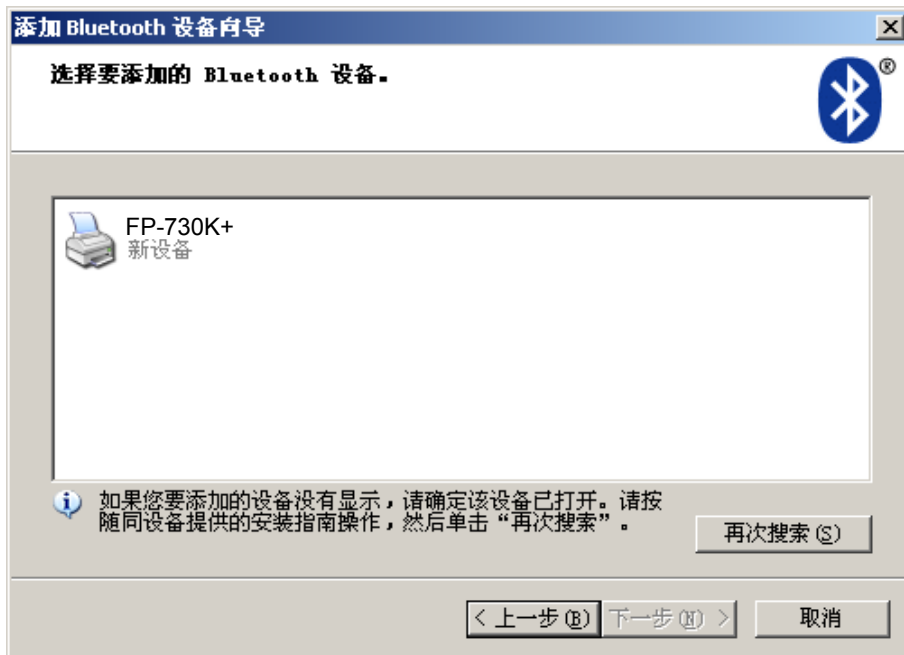 添加 Bluetooth 设备向导
选择要添加的 Bluetooth 设备。
®
FP-730K+
新设备
如果您要添加的设备没有显示，请确定该设备已打开。请按
随同设备提供的安装指南操作，然后单击“再次搜索”。
再次搜索(S)
< 上一步(B) 下一步(N) > 取消